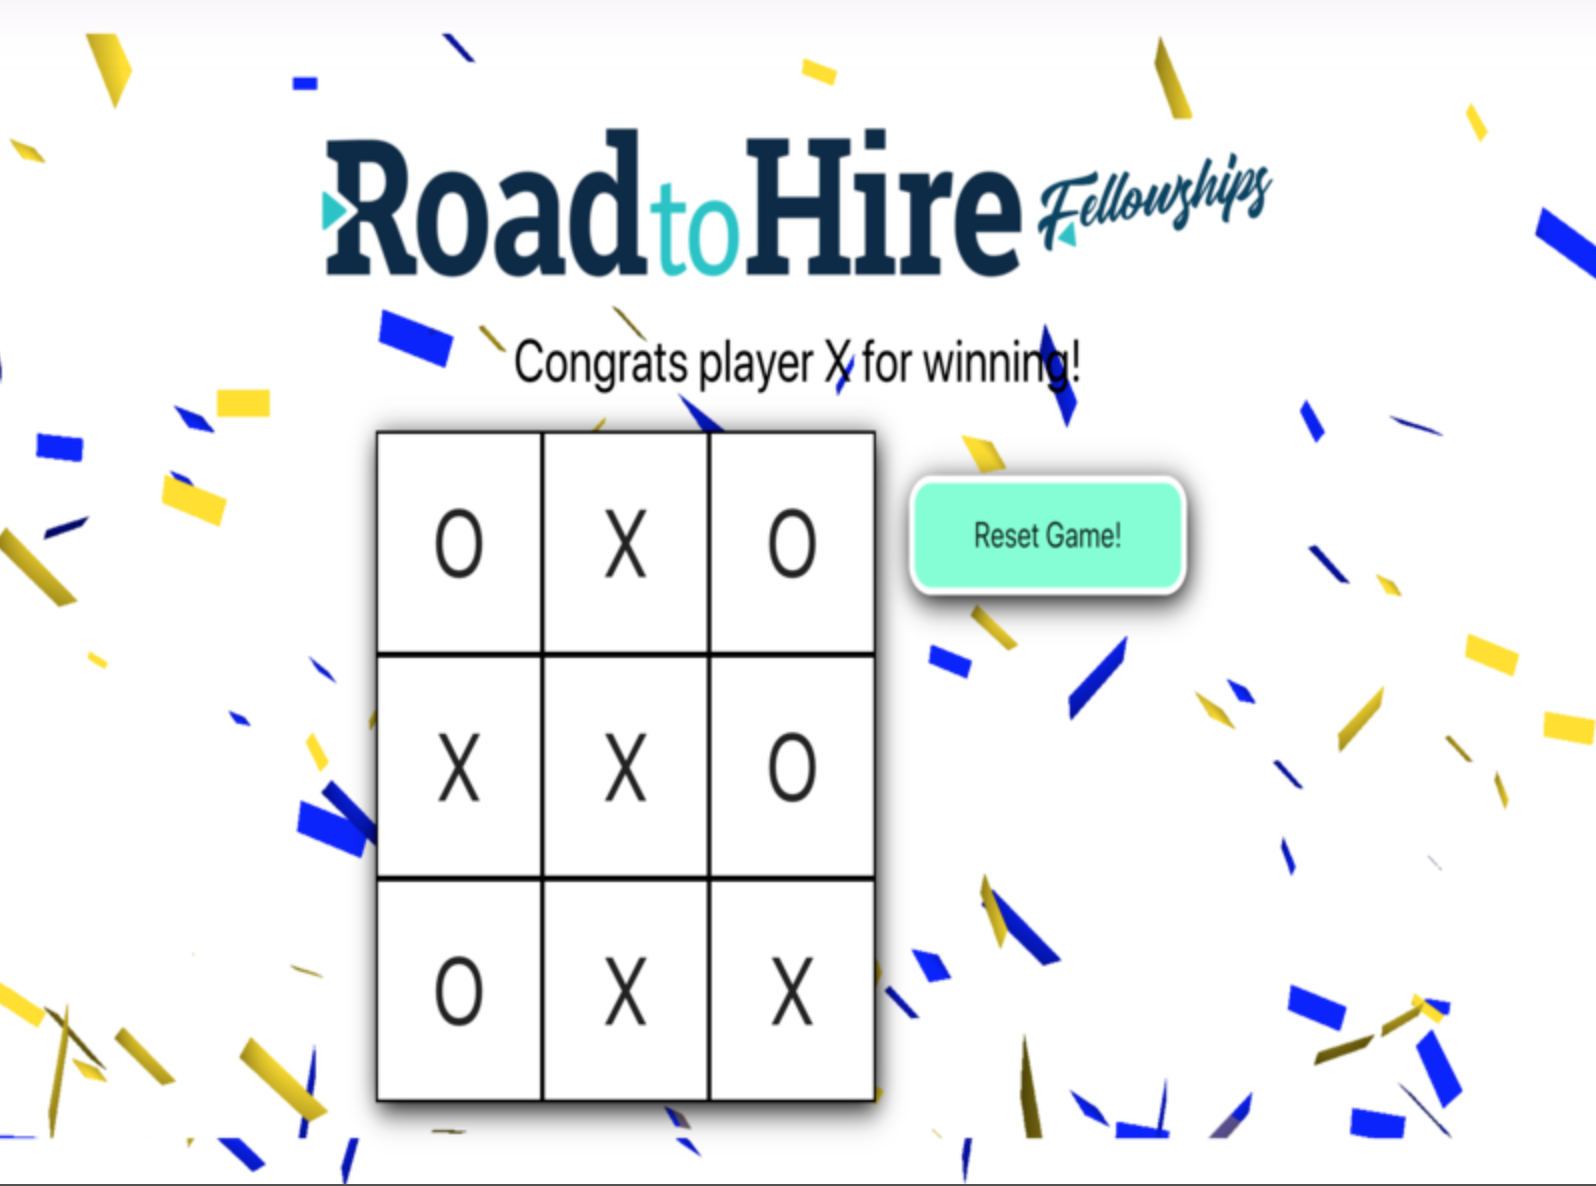 RoadtoHire Fellowships
Congrats player X for winning!
O X O
Reset Game!
X X O
O X X